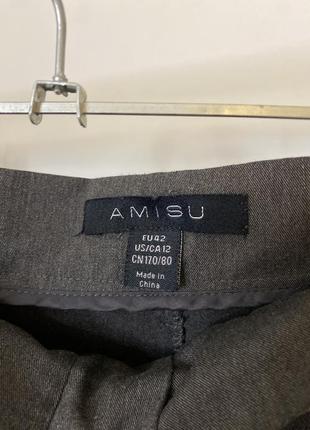 AMISU
EU42
US/CA12
CN170/80
Made in
China